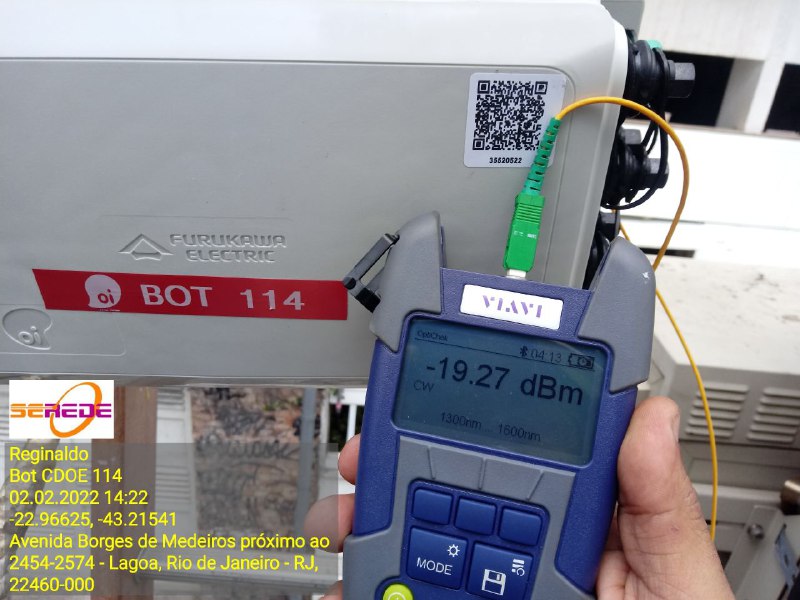 35520522
FURUKAWA
ELECTRIC
oi BOT 114
oi
VIAVI
OptiChek
04:13
-19.27 dBm
CW
1300nm ... 1600nm
MODE
SEREDE
Reginaldo
Bot CDOE 114
02.02.2022 14:22
-22.96625, -43.21541
Avenida Borges de Medeiros próximo ao
2454-2574 - Lagoa, Rio de Janeiro - RJ,
22460-000